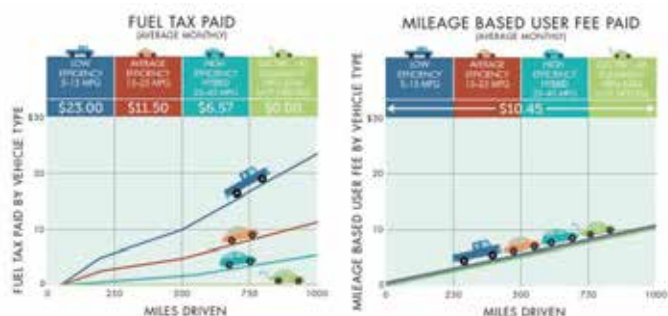 FUEL TAX PAID
(AVERAGE MONTHLY)
LOW
EFFICIENCY
5-15 MPG
AVERAGE
EFFICIENCY
15-25 MPG
HIGH
EFFICIENCY
HYBRID
25-45 MPG
$23.00
$11.50
$6.57
$0.00
FUEL TAX PAID BY VEHICLE TYPE
$30
20
10
0
250
500
750
1000
MILES DRIVEN
MILEAGE BASED USER FEE PAID
(AVERAGE MONTHLY)
LOW
EFFICIENCY
5-15 MPG
AVERAGE
EFFICIENCY
15-25 MPG
HIGH
EFFICIENCY
HYBRID
25-45 MPG
$10.45
MILEAGE BASED USER FEE BY VEHICLE TYPE
$30
20
10
0
250
500
750
1000
MILES DRIVEN